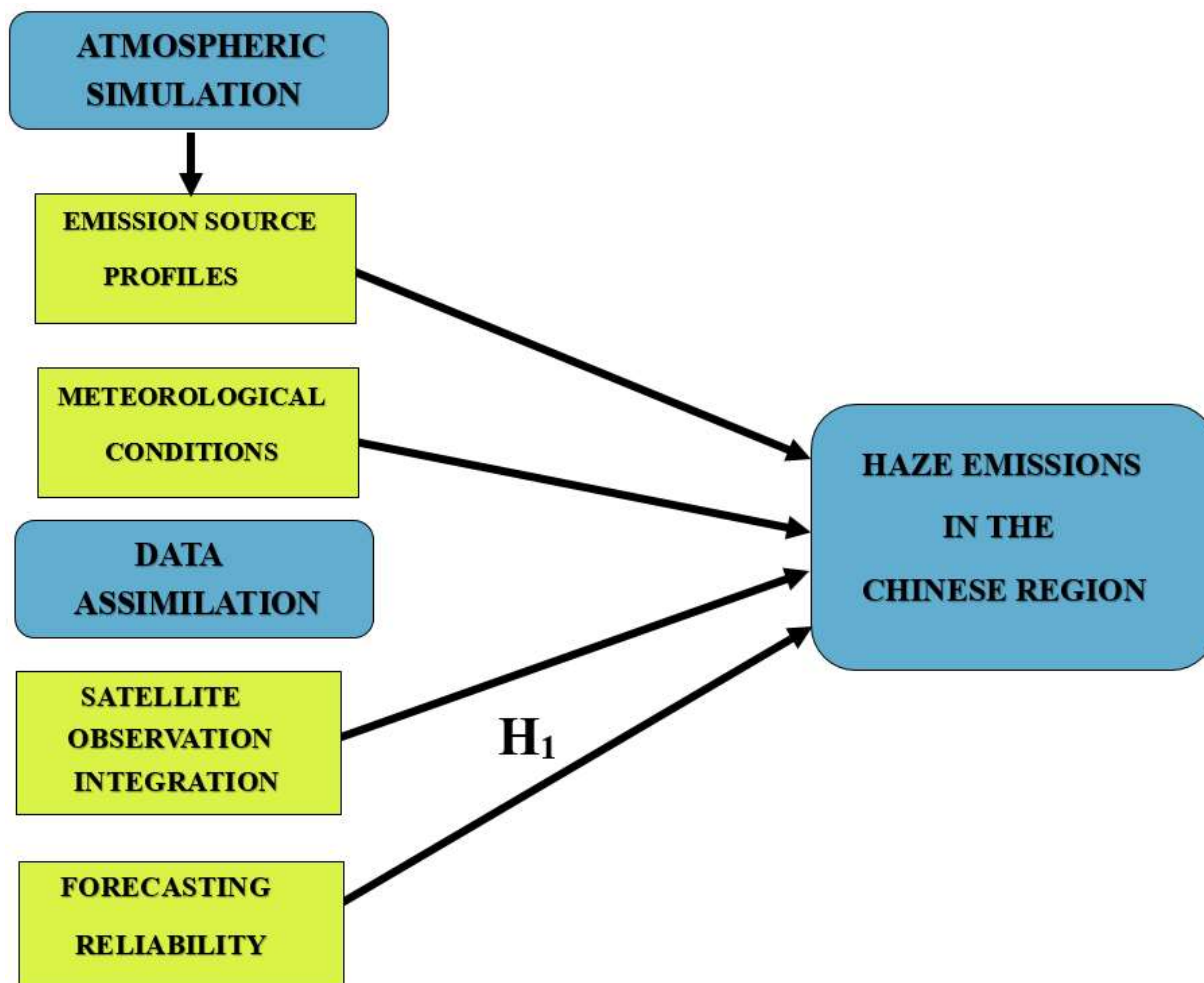 ATMOSPHERIC
SIMULATION
EMISSION SOURCE
PROFILES
METEOROLOGICAL
CONDITIONS
DATA
ASSIMILATION
SATELLITE
OBSERVATION
INTEGRATION
FORECASTING
RELIABILITY
H₁
HAZE EMISSIONS
IN THE
CHINESE REGION